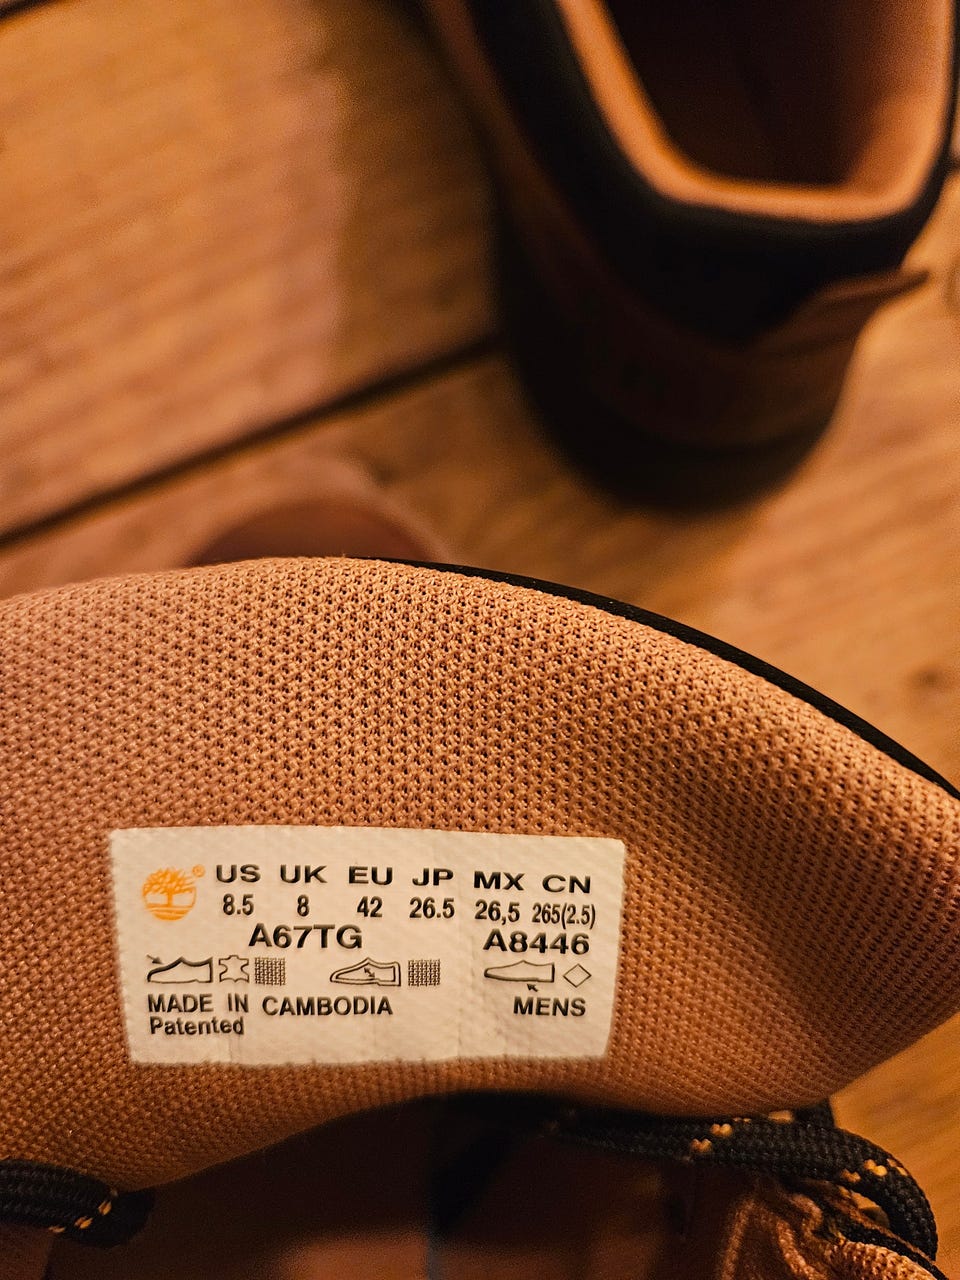 US UK EU JP MX CN
8.5 8 42 26.5 26,5 265(2.5)
A67TG A8446
MADE IN CAMBODIA MENS
Patented